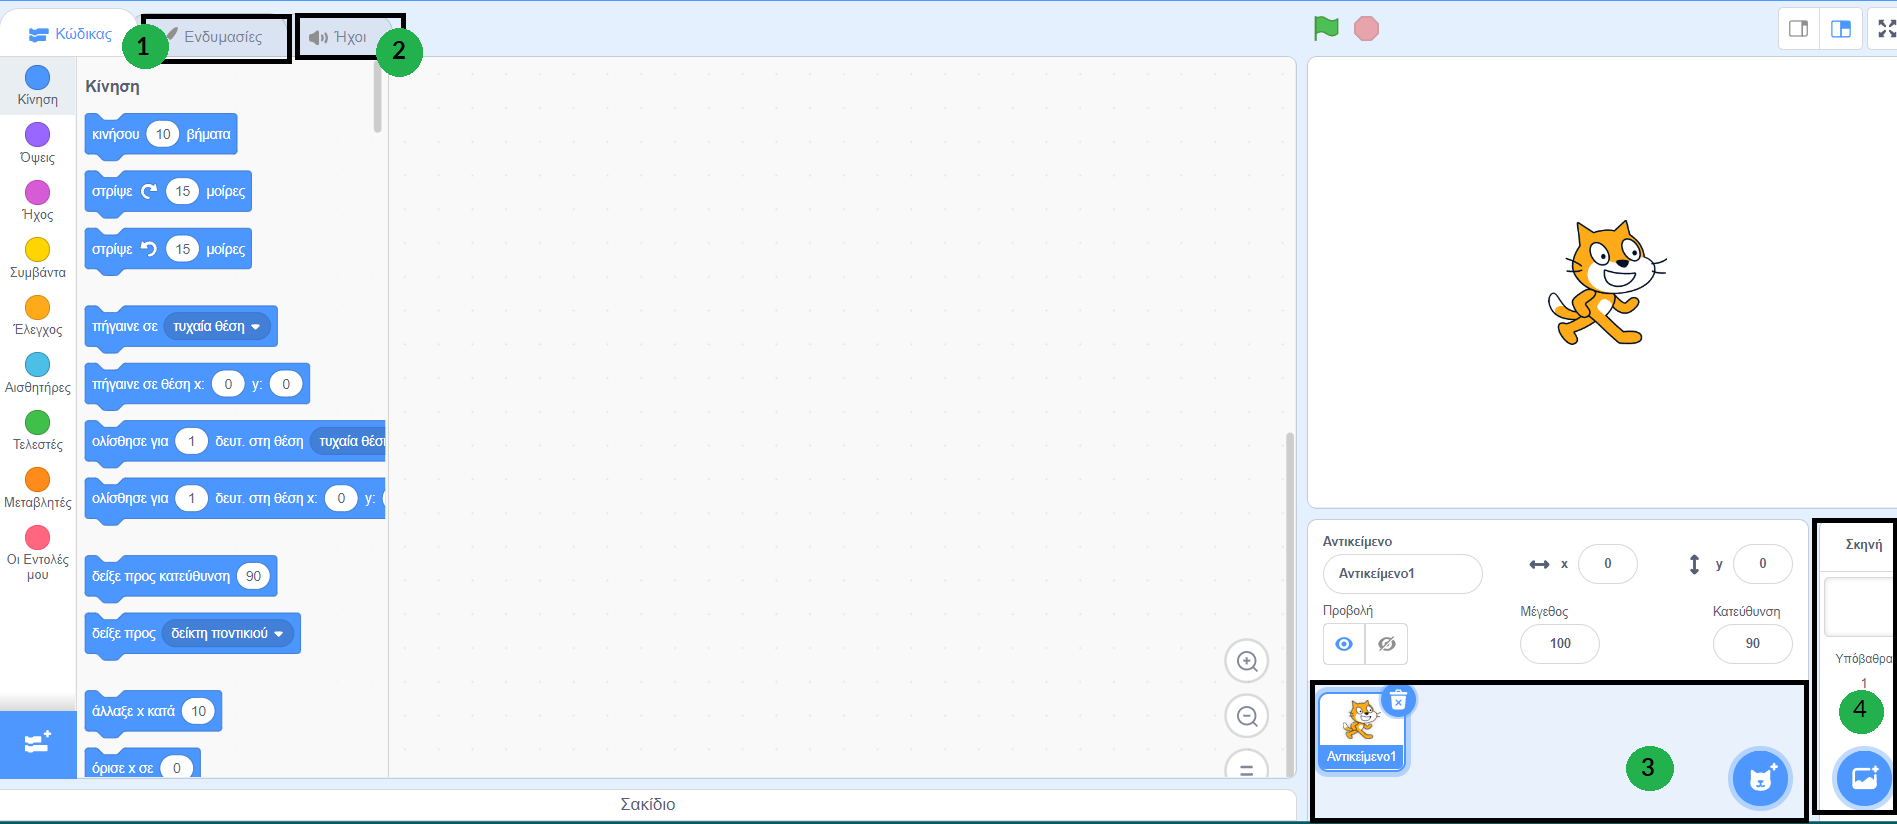 Κώδικας
1
Ενδυμασίες
Ήχοι
2
Κίνηση
Όψεις
Ήχος
Συμβάντα
Έλεγχος
Αισθητήρες
Τελεστές
Μεταβλητές
Οι Εντολές
μου
Κίνηση
κινήσου 10 βήματα
στρίψε 15 μοίρες
στρίψε 15 μοίρες
πήγαινε σε τυχαία θέση
πήγαινε σε θέση x: 0 y: 0
ολίσθησε για 1 δευτ. στη θέση τυχαία θέση
ολίσθησε για 1 δευτ. στη θέση x: 0 y:
δείξε προς κατεύθυνση 90
δείξε προς δείκτη ποντικιού
άλλαξε x κατά 10
όρισε x σε 0
Σακίδιο
Αντικείμενο
Αντικείμενο1
x 0
y 0
Προβολή
Μέγεθος
100
Κατεύθυνση
90
Αντικείμενο1
3
Σκηνή
Υπόβαθρα
1
4